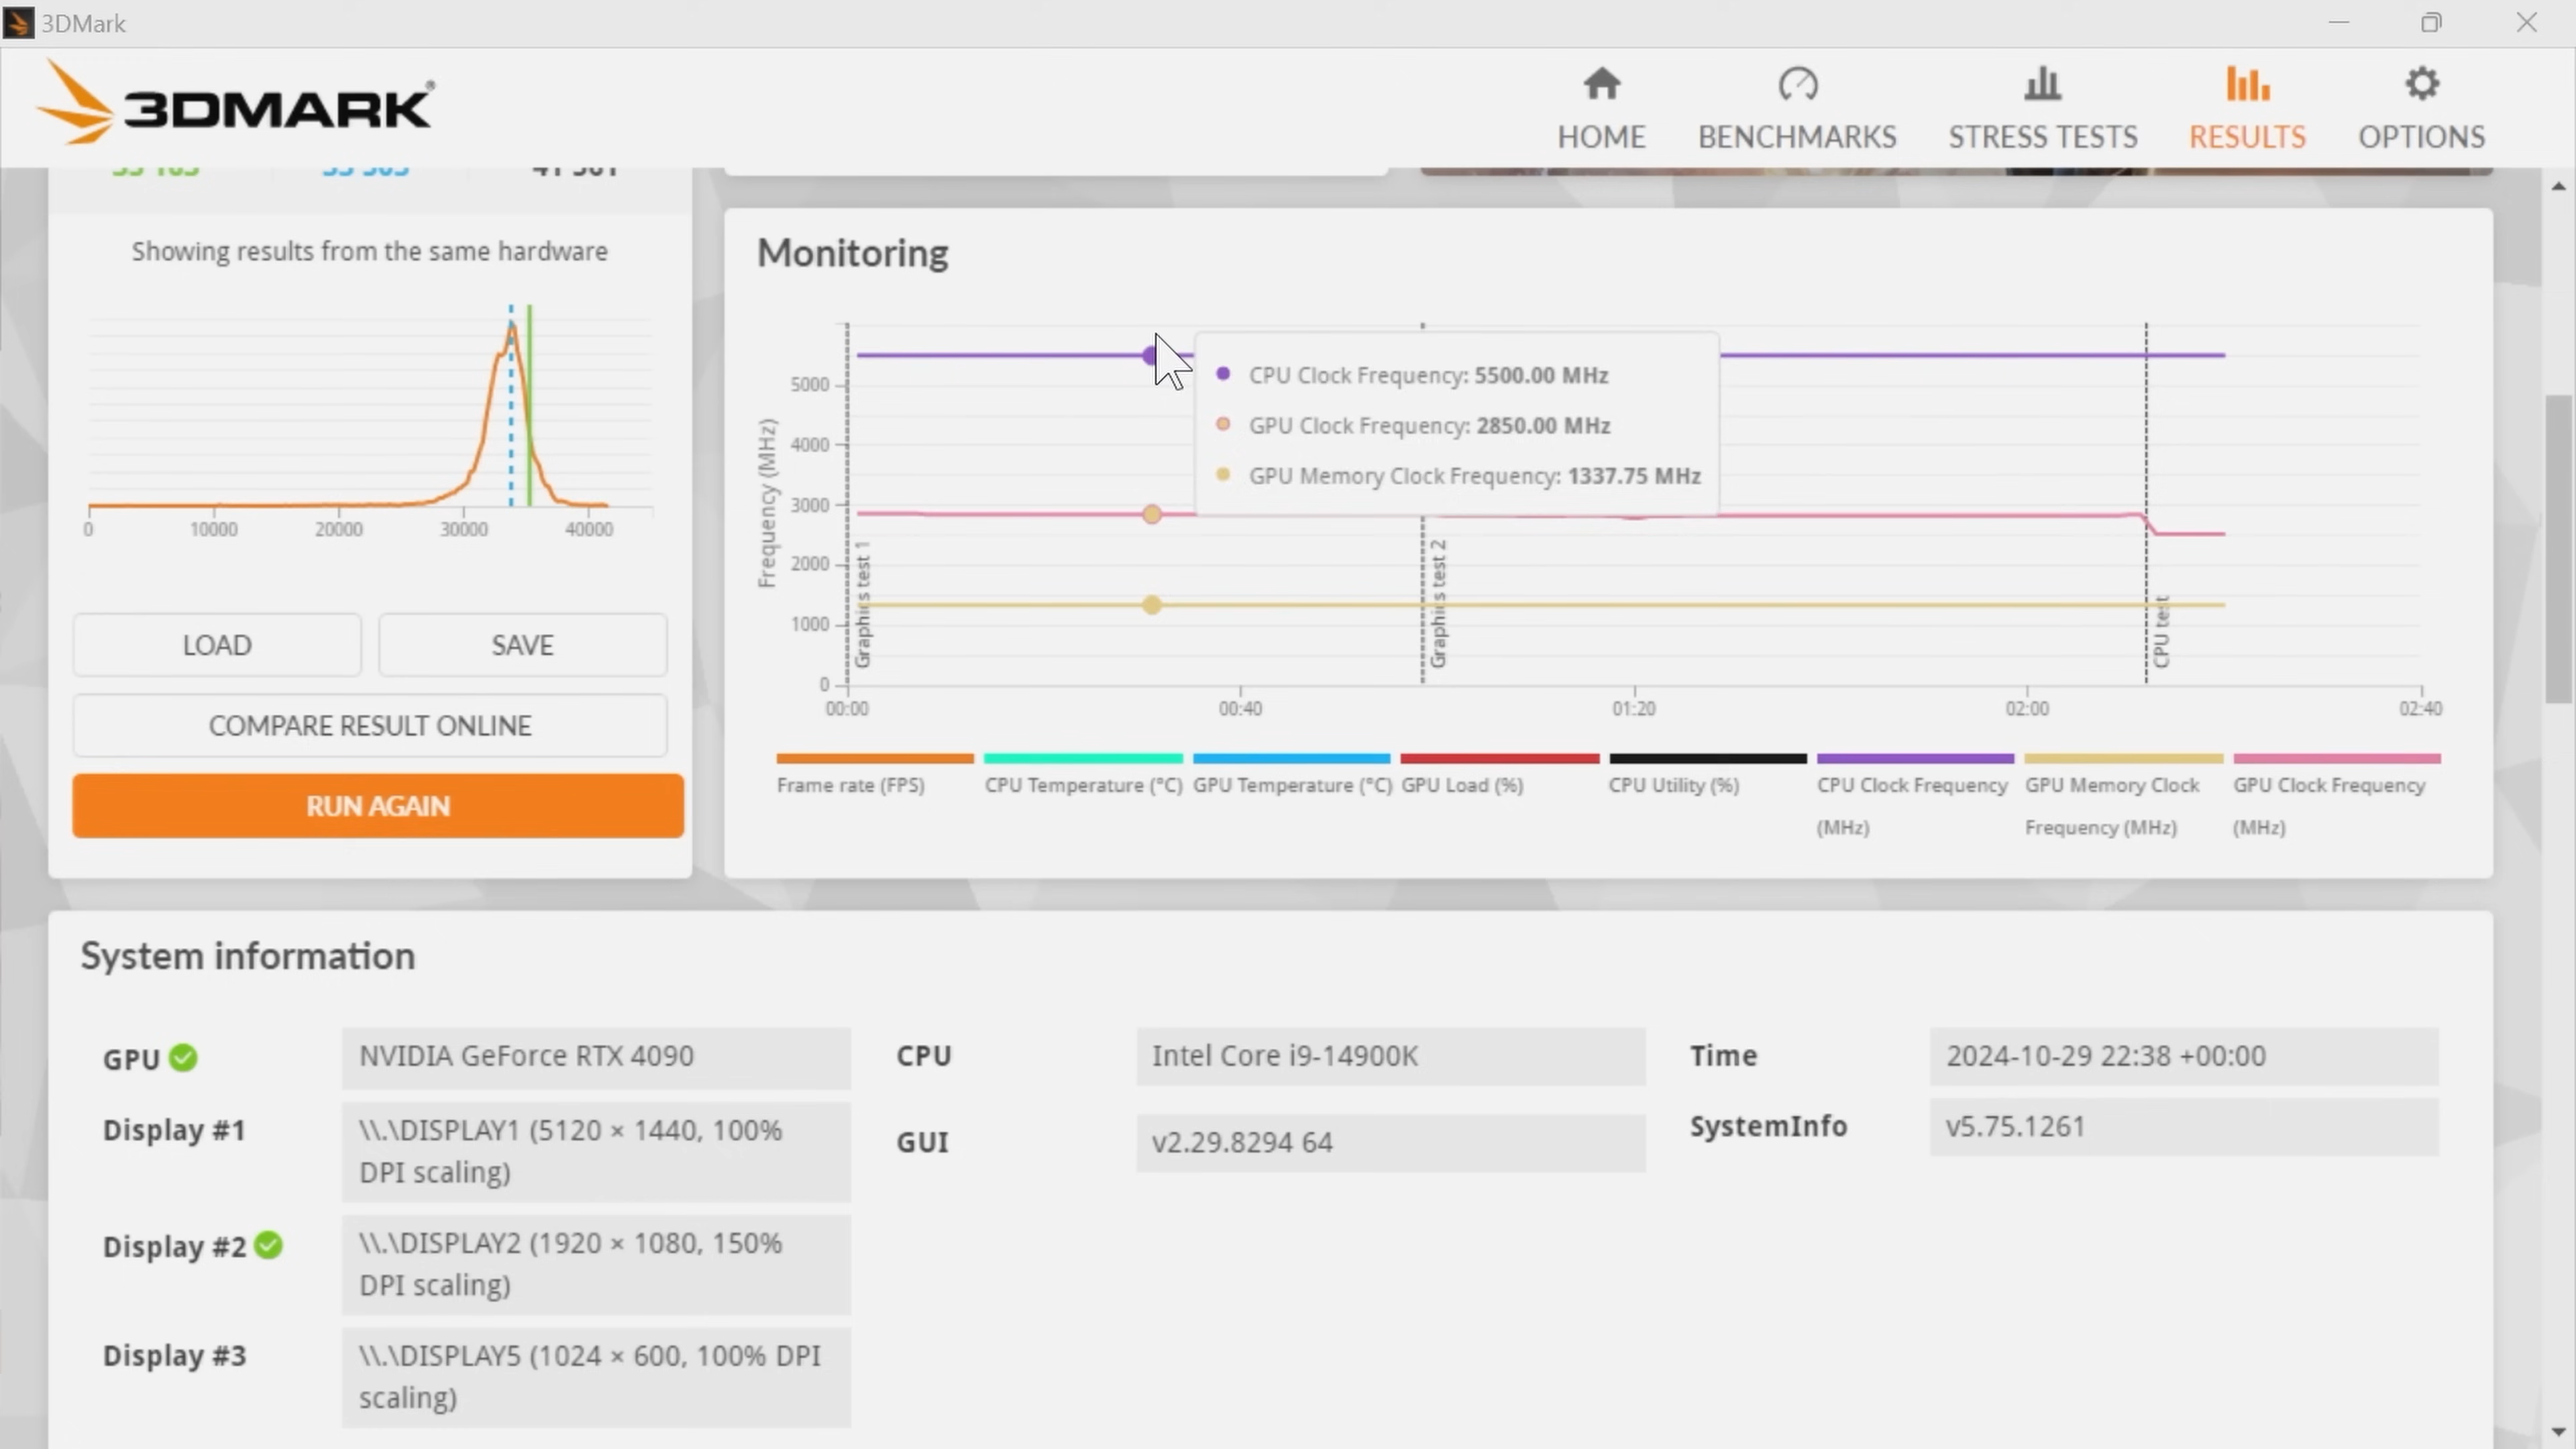 3DMark
3DMARK®
HOME
BENCHMARKS
STRESS TESTS
RESULTS
OPTIONS
Showing results from the same hardware
0
10000
20000
30000
40000
LOAD
SAVE
COMPARE RESULT ONLINE
RUN AGAIN
Monitoring
Frequency (MHz)
5000
4000
3000
2000
1000
0
CPU Clock Frequency: 5500.00 MHz
GPU Clock Frequency: 2850.00 MHz
GPU Memory Clock Frequency: 1337.75 MHz
Graphics test 1
Graphics test 2
CPU test
00:00
00:40
01:20
02:00
02:40
Frame rate (FPS)
CPU Temperature (°C)
GPU Temperature (°C)
GPU Load (%)
CPU Utility (%)
CPU Clock Frequency
(MHz)
GPU Memory Clock
Frequency (MHz)
GPU Clock Frequency
(MHz)
System information
GPU
NVIDIA GeForce RTX 4090
Display #1
\\.\DISPLAY1 (5120 × 1440, 100%
DPI scaling)
Display #2
\\.\DISPLAY2 (1920 × 1080, 150%
DPI scaling)
Display #3
\\.\DISPLAY5 (1024 × 600, 100% DPI
scaling)
CPU
Intel Core i9-14900K
GUI
v2.29.8294 64
Time
2024-10-29 22:38 +00:00
SystemInfo
v5.75.1261